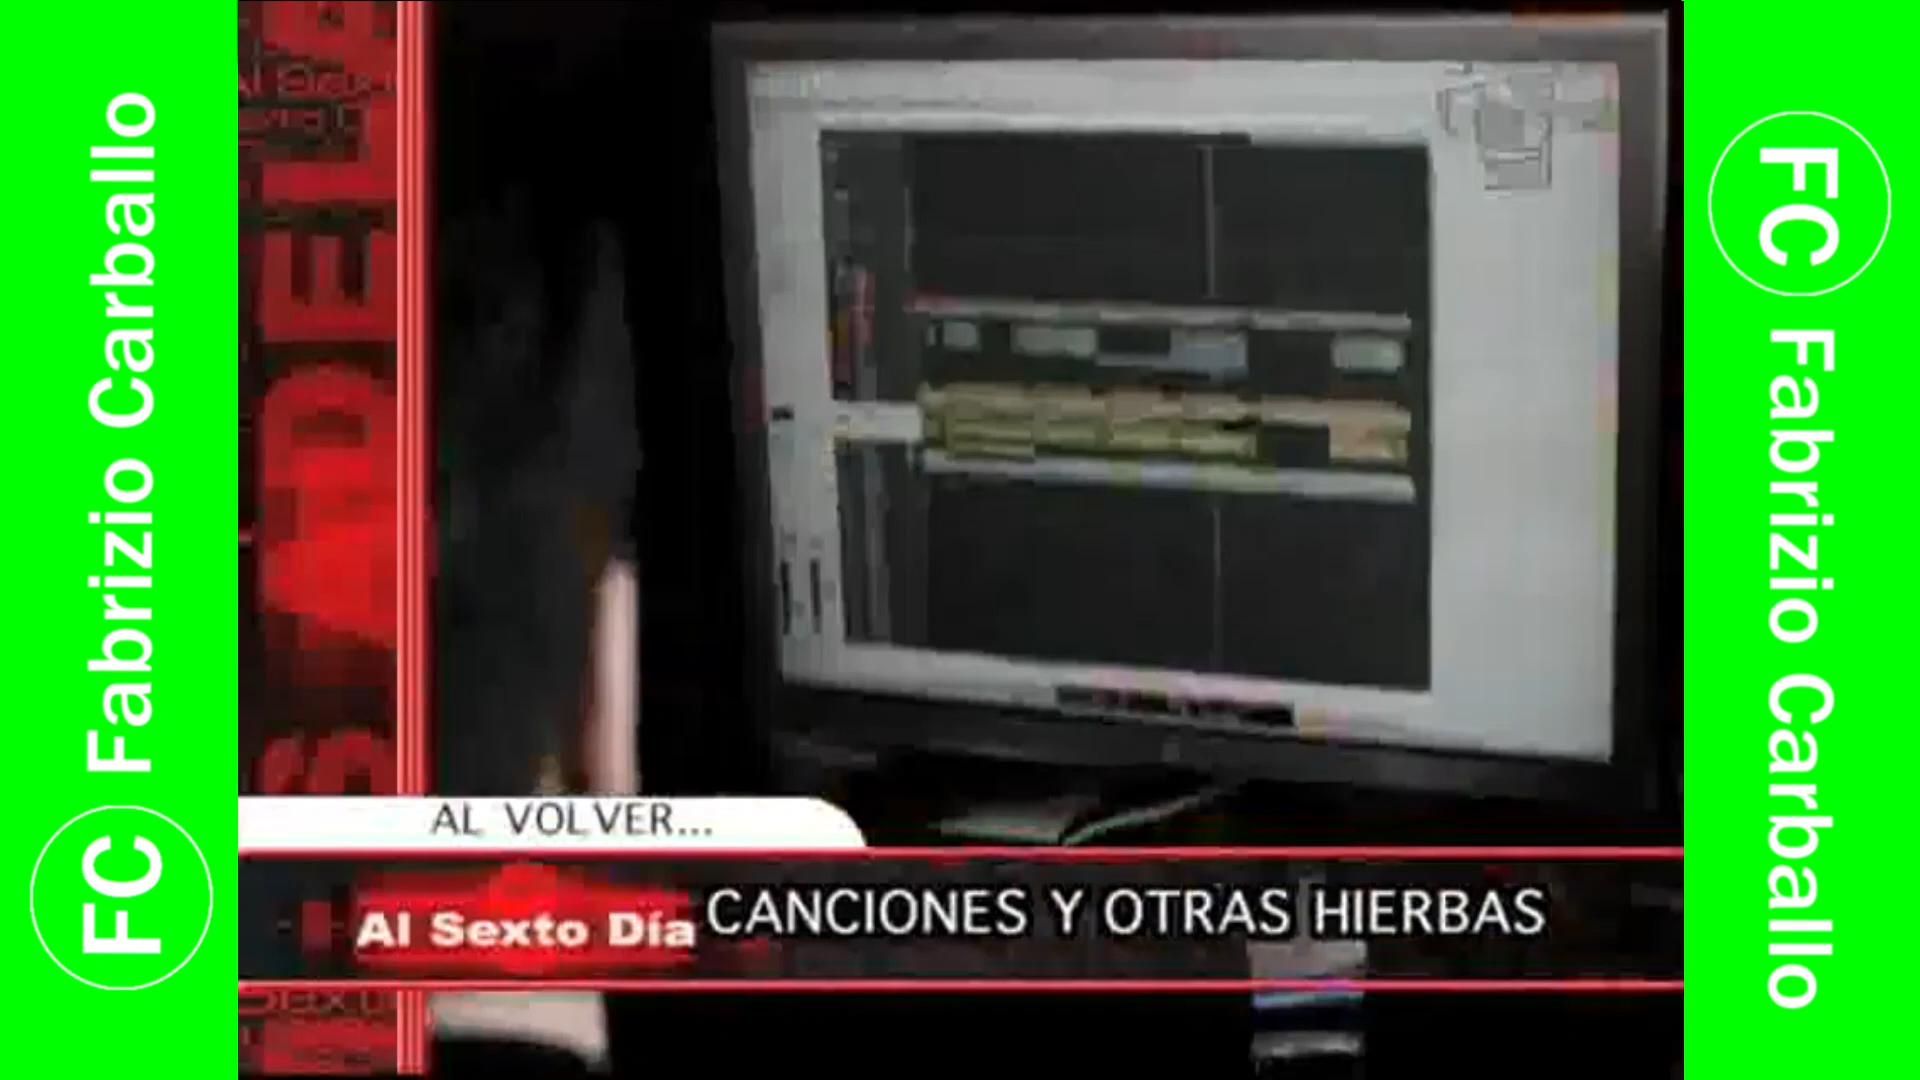 FC Fabrizio Carballo
AL VOLVER...
Al Sexto Día
CANCIONES Y OTRAS HIERBAS
FC Fabrizio Carballo